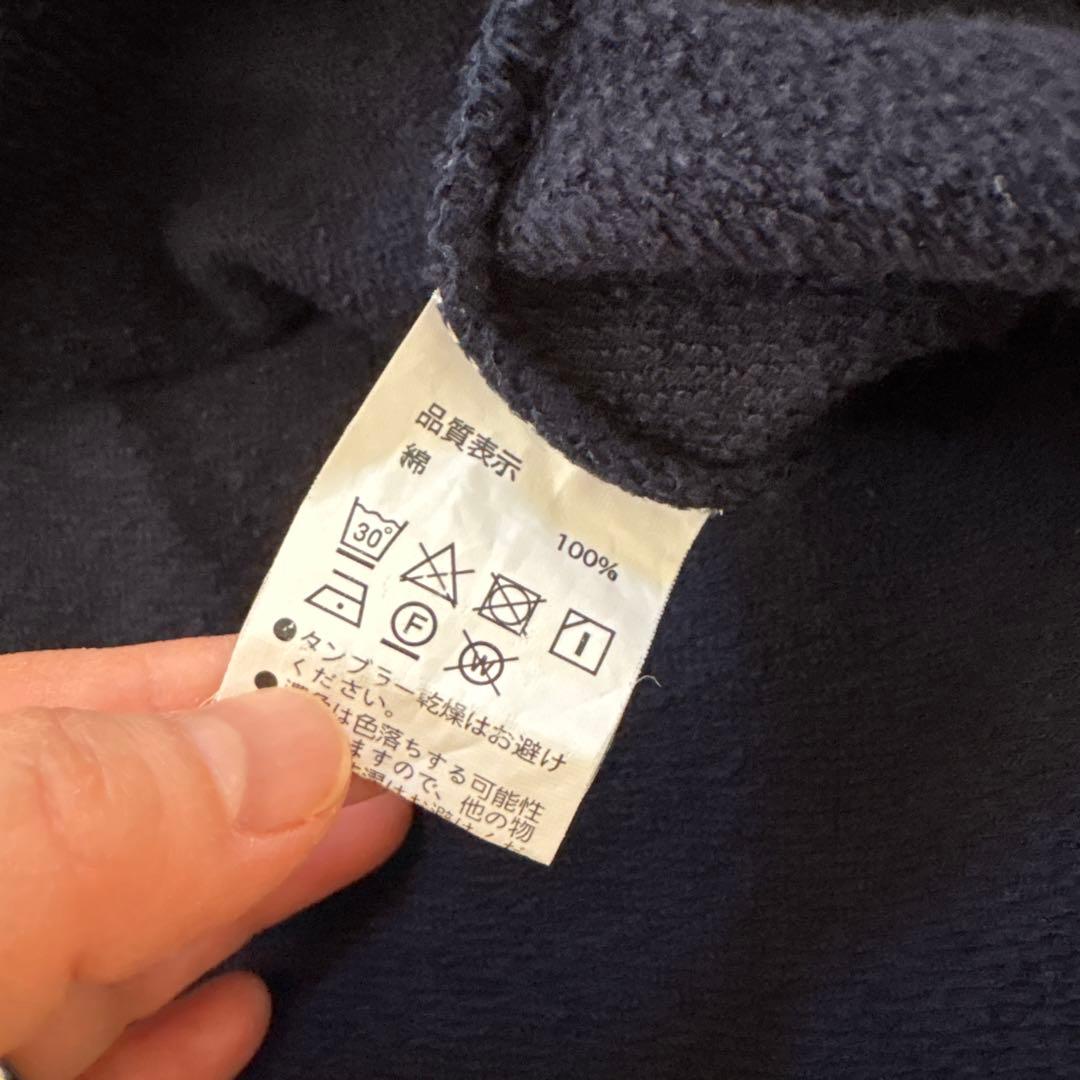 品質表示
綿 100%
30°
F
W
●タンブラー乾燥はお避け
ください。
は色落ちする可能性
ますので、他の物